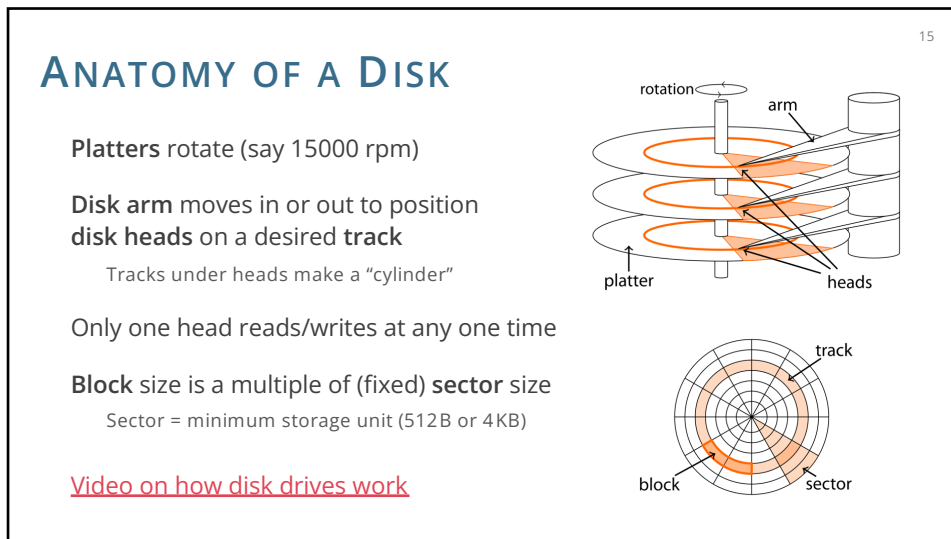 15
ANATOMY OF A DISK
Platters rotate (say 15000 rpm)
Disk arm moves in or out to position
disk heads on a desired track
Tracks under heads make a “cylinder”
Only one head reads/writes at any one time
Block size is a multiple of (fixed) sector size
Sector = minimum storage unit (512B or 4KB)
Video on how disk drives work
rotation
arm
platter
heads
track
block
sector